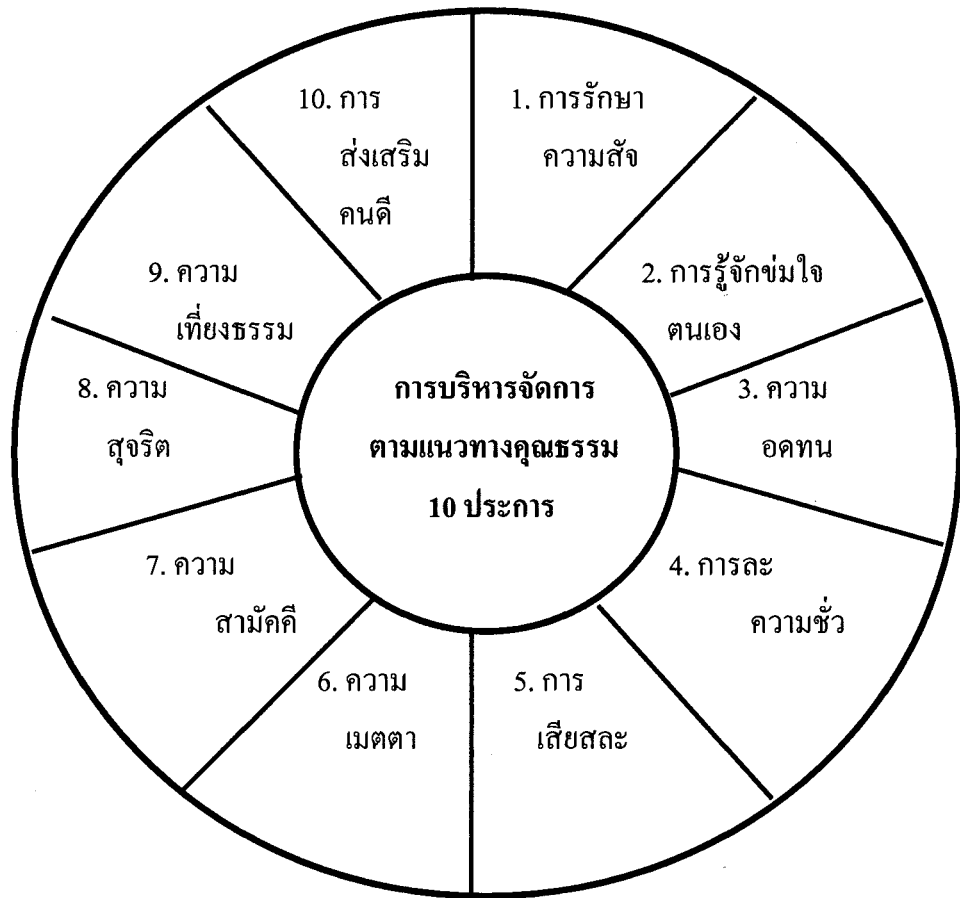 การบริหารจัดการ
ตามแนวทางคุณธรรม
10 ประการ
1. การรักษา
ความสัจ
2. การรู้จักข่มใจ
ตนเอง
3. ความ
อดทน
4. การละ
ความชั่ว
5. การ
เสียสละ
6. ความ
เมตตา
7. ความ
สามัคคี
8. ความ
สุจริต
9. ความ
เที่ยงธรรม
10. การ
ส่งเสริม
คนดี